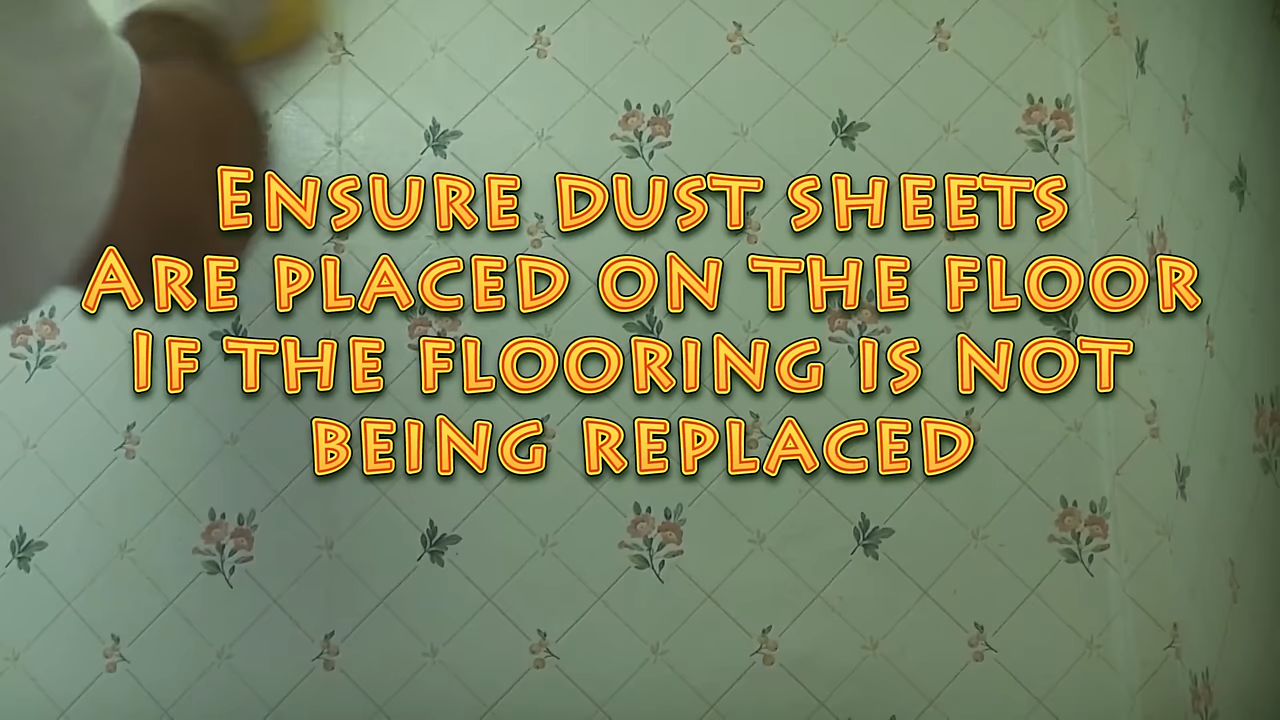 Ensure dust sheets
Are placed on the floor
If the flooring is not
being replaced